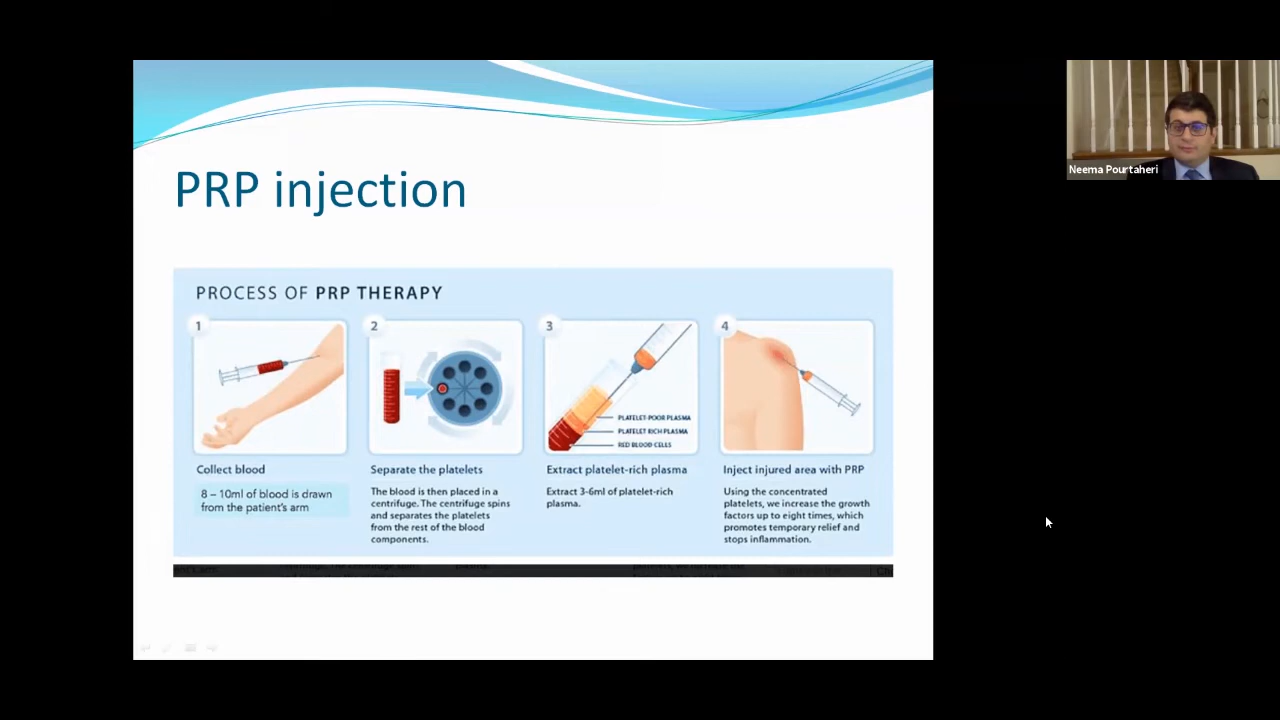 PRP injection
PROCESS OF PRP THERAPY
1
2
3
4
PLATELET-POOR PLASMA
PLATELET RICH PLASMA
RED BLOOD CELLS
Collect blood
8 – 10ml of blood is drawn
from the patient's arm
Separate the platelets
The blood is then placed in a
centrifuge. The centrifuge spins
and separates the platelets
from the rest of the blood
components.
Extract platelet-rich plasma
Extract 3-6ml of platelet-rich
plasma.
Inject injured area with PRP
Using the concentrated
platelets, we increase the growth
factors up to eight times, which
promotes temporary relief and
stops inflammation.
Neema Pourtaheri